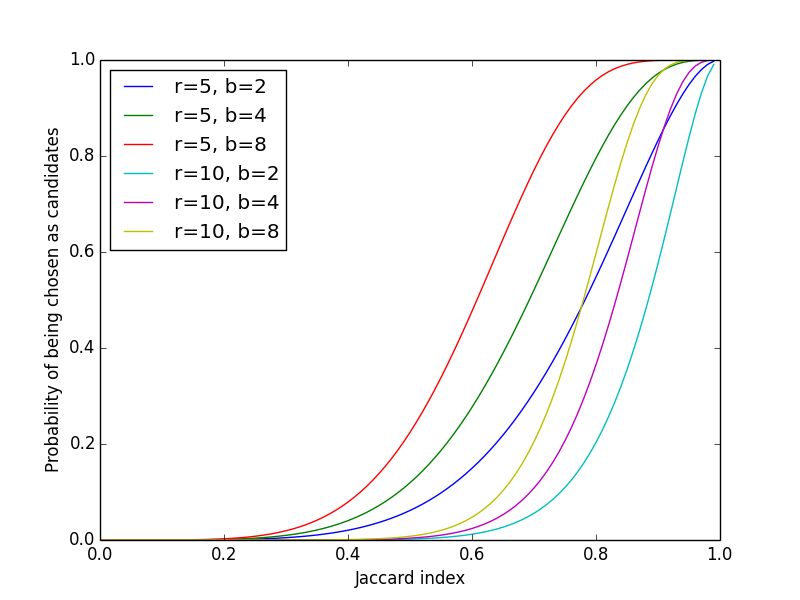 1.0
0.8
0.6
0.4
0.2
0.0
Probability of being chosen as candidates
r=5, b=2
r=5, b=4
r=5, b=8
r=10, b=2
r=10, b=4
r=10, b=8
0.0 0.2 0.4 0.6 0.8 1.0
Jaccard index